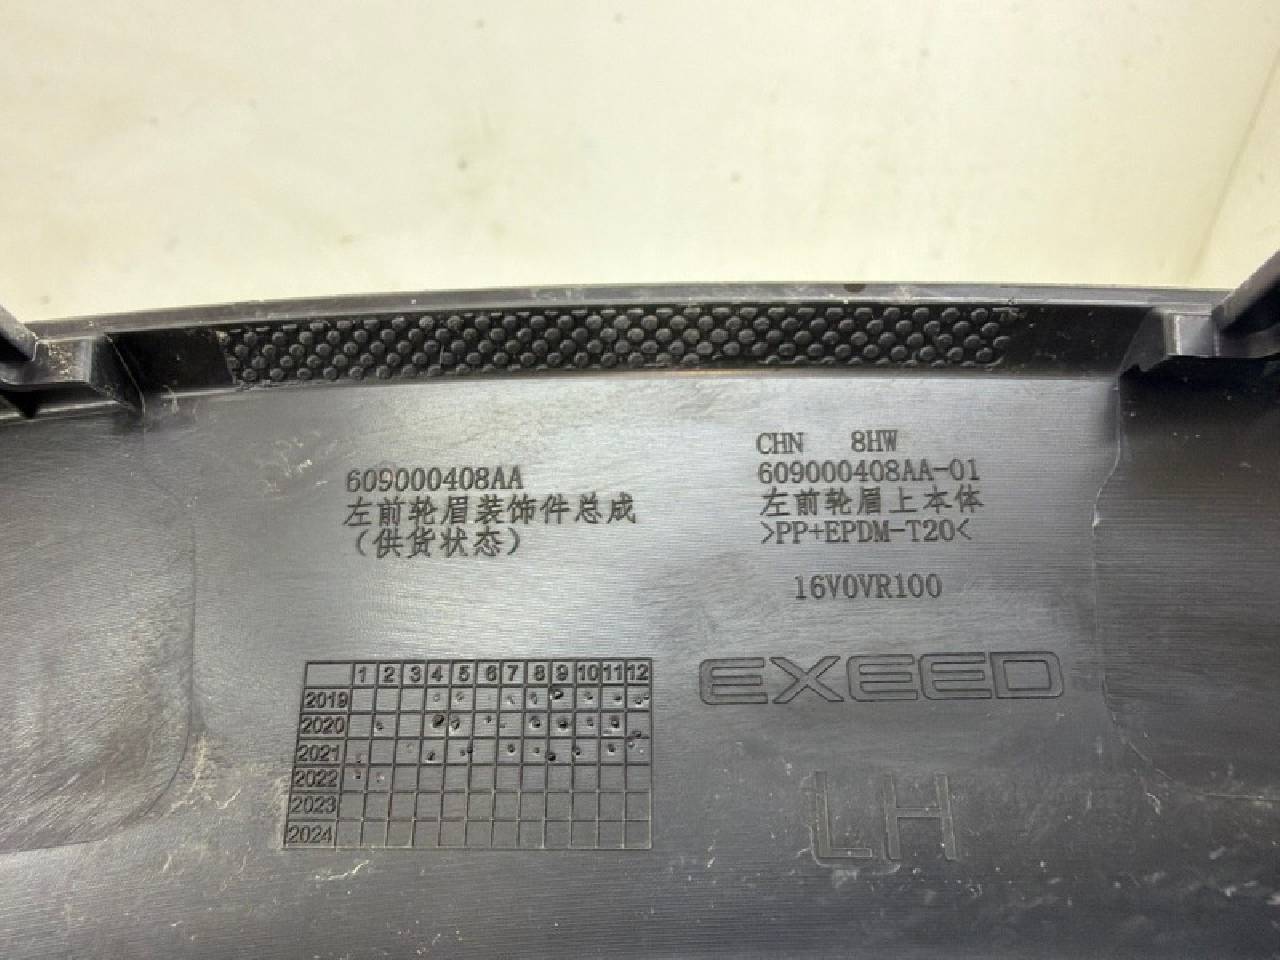 609000408AA
左前轮眉装饰件总成
(供货状态)
CHN 8HW
609000408AA-01
左前轮眉上本体
>PP+EPDM-T20<
16V0VR100
1 2 3 4 5 6 7 8 9 10 11 12
2019
2020
2021
2022
2023
2024
EXEED
LH